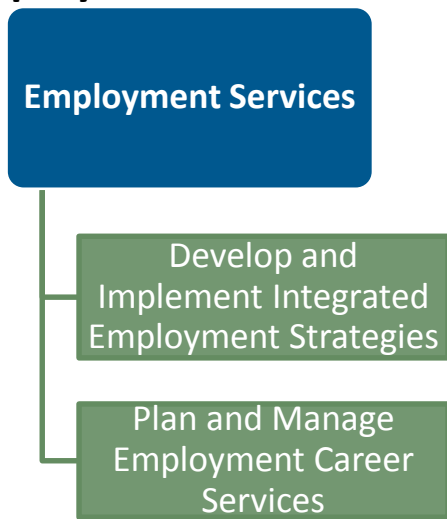 Employment Services
Develop and
Implement Integrated
Employment Strategies
Plan and Manage
Employment Career
Services